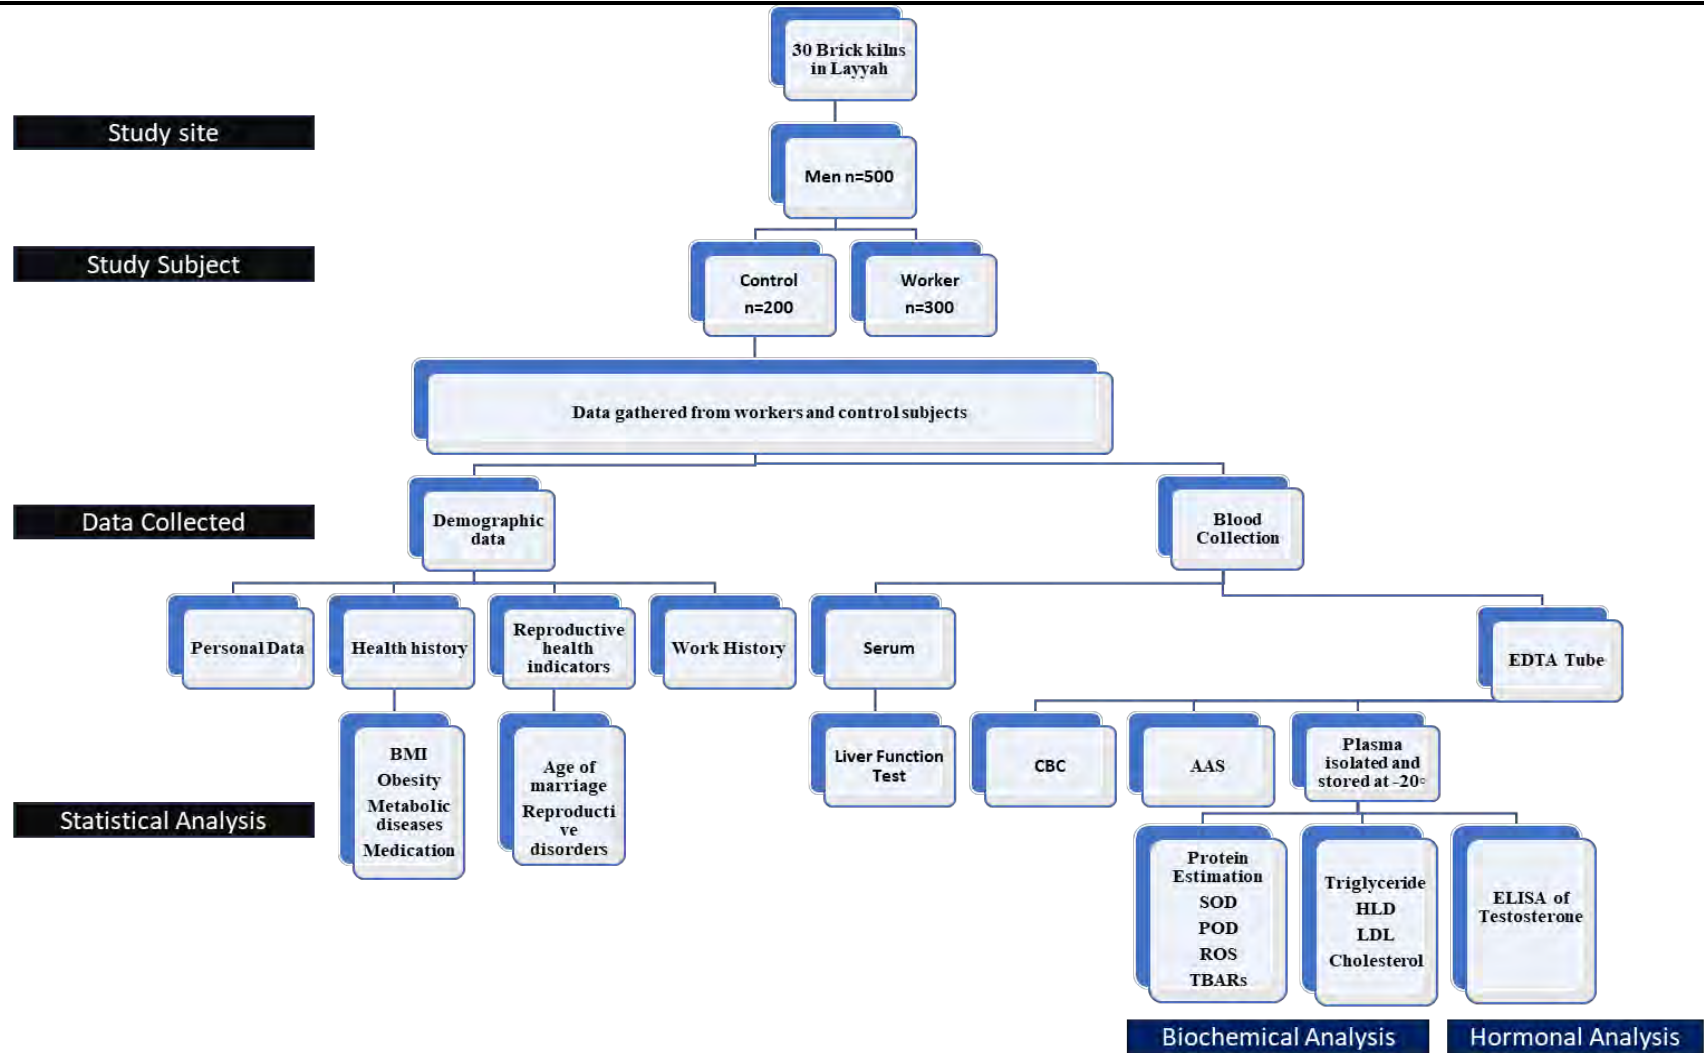 30 Brick kilns
in Layyah
Study site
Men n=500
Study Subject
Control
n=200
Worker
n=300
Data gathered from workers and control subjects
Data Collected
Demographic
data
Blood
Collection
Personal Data
Health history
Reproductive
health
indicators
Work History
Serum
EDTA Tube
BMI
Obesity
Metabolic
diseases
Medication
Age of
marriage
Reproducti
ve
disorders
Liver Function
Test
CBC
AAS
Plasma
isolated and
stored at -20◦
Statistical Analysis
Protein
Estimation
SOD
POD
ROS
TBARs
Triglyceride
HLD
LDL
Cholesterol
ELISA of
Testosterone
Biochemical Analysis
Hormonal Analysis